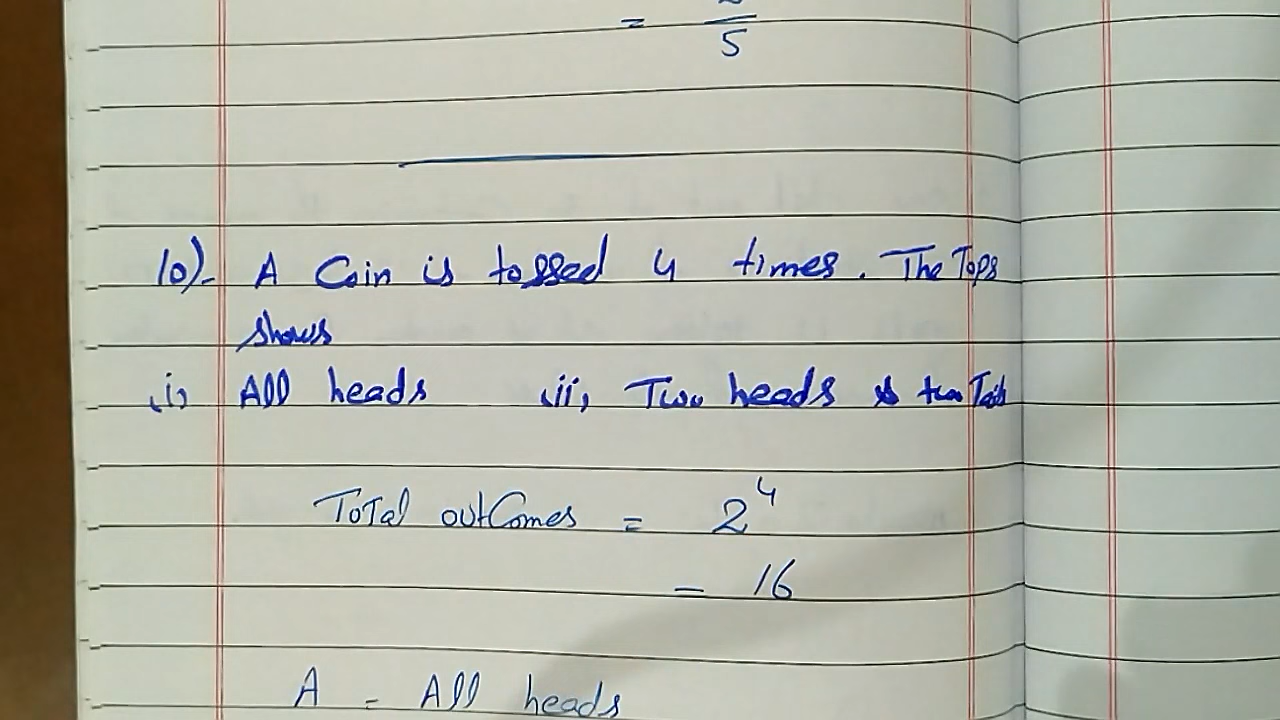 = 5
10)- A Coin is tossed 4 times. The Tops
shows
i, All heads ii, Two heads & two Tails
Total outComes = 2^4
= 16
A = All heads